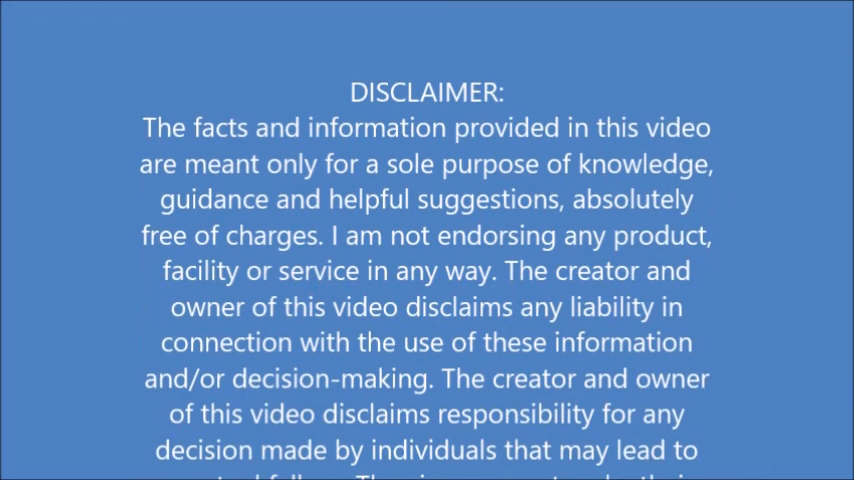 DISCLAIMER:
The facts and information provided in this video
are meant only for a sole purpose of knowledge,
guidance and helpful suggestions, absolutely
free of charges. I am not endorsing any product,
facility or service in any way. The creator and
owner of this video disclaims any liability in
connection with the use of these information
and/or decision-making. The creator and owner
of this video disclaims responsibility for any
decision made by individuals that may lead to